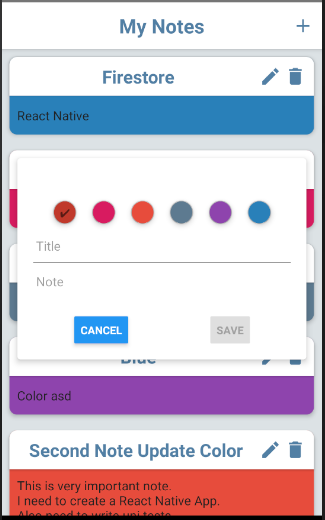 My Notes
Firestore
React Native
Title
Note
CANCEL
SAVE
Blue
Color asd
Second Note Update Color
This is very important note.
I need to create a React Native App.
Also need to write uni tests